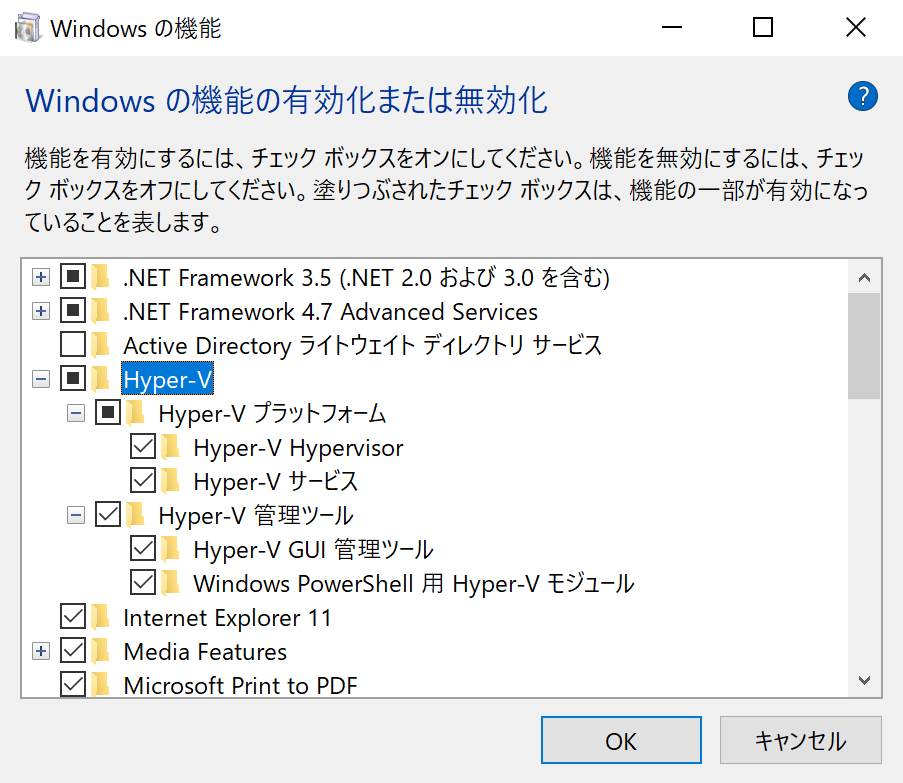 Windows の機能
Windows の機能の有効化または無効化
機能を有効にするには、チェック ボックスをオンにしてください。機能を無効にするには、チェッ
ク ボックスをオフにしてください。塗りつぶされたチェック ボックスは、機能の一部が有効になっ
ていることを表します。
.NET Framework 3.5 (.NET 2.0 および 3.0 を含む)
.NET Framework 4.7 Advanced Services
Active Directory ライトウェイト ディレクトリ サービス
Hyper-V
Hyper-V プラットフォーム
Hyper-V Hypervisor
Hyper-V サービス
Hyper-V 管理ツール
Hyper-V GUI 管理ツール
Windows PowerShell 用 Hyper-V モジュール
Internet Explorer 11
Media Features
Microsoft Print to PDF
OK
キャンセル